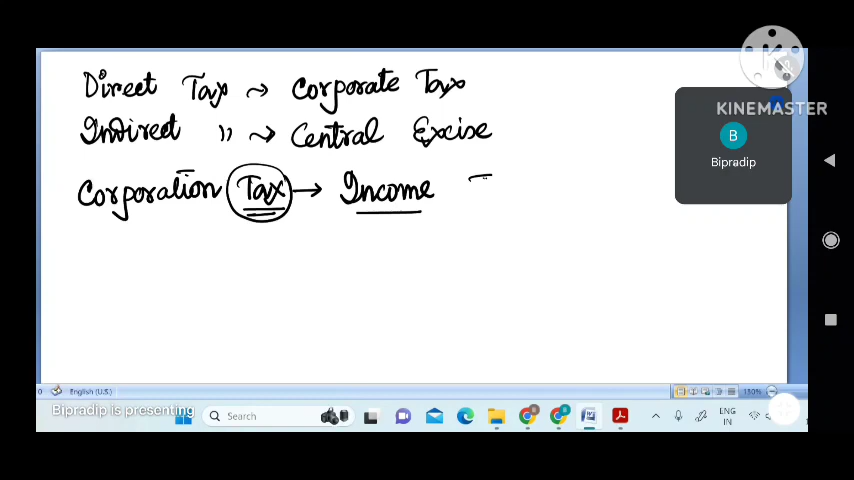 Direct Tax ~> Corporate Tax
Indirect " ~> Central Excise
Corporation Tax → Income
KINEMASTER
B
Bipradip
English (U.S.)
130%
Bipradip is presenting
Search
ENG
IN